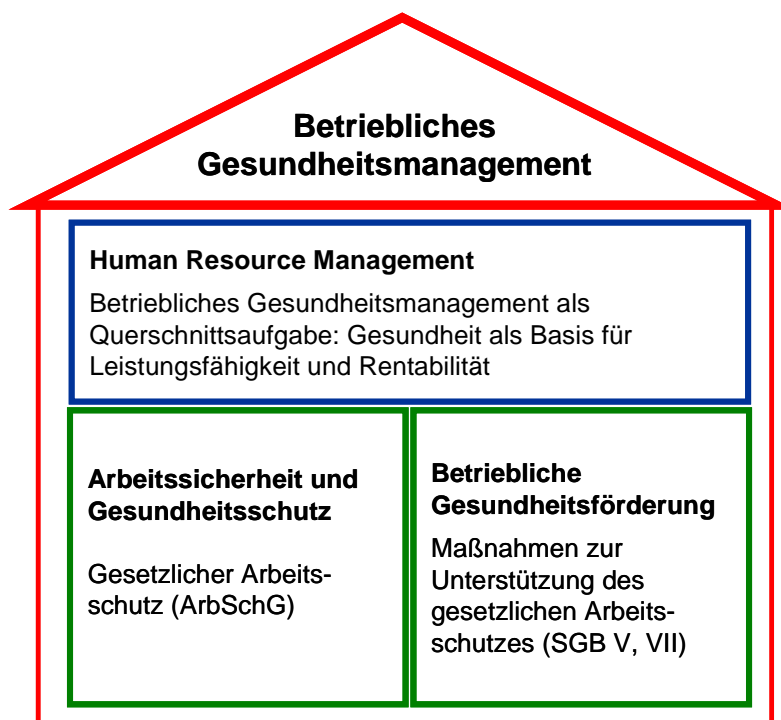 Betriebliches
Gesundheitsmanagement
Human Resource Management
Betriebliches Gesundheitsmanagement als
Querschnittsaufgabe: Gesundheit als Basis für
Leistungsfähigkeit und Rentabilität
Arbeitssicherheit und
Gesundheitsschutz
Gesetzlicher Arbeits-
schutz (ArbSchG)
Betriebliche
Gesundheitsförderung
Maßnahmen zur
Unterstützung des
gesetzlichen Arbeits-
schutzes (SGB V, VII)